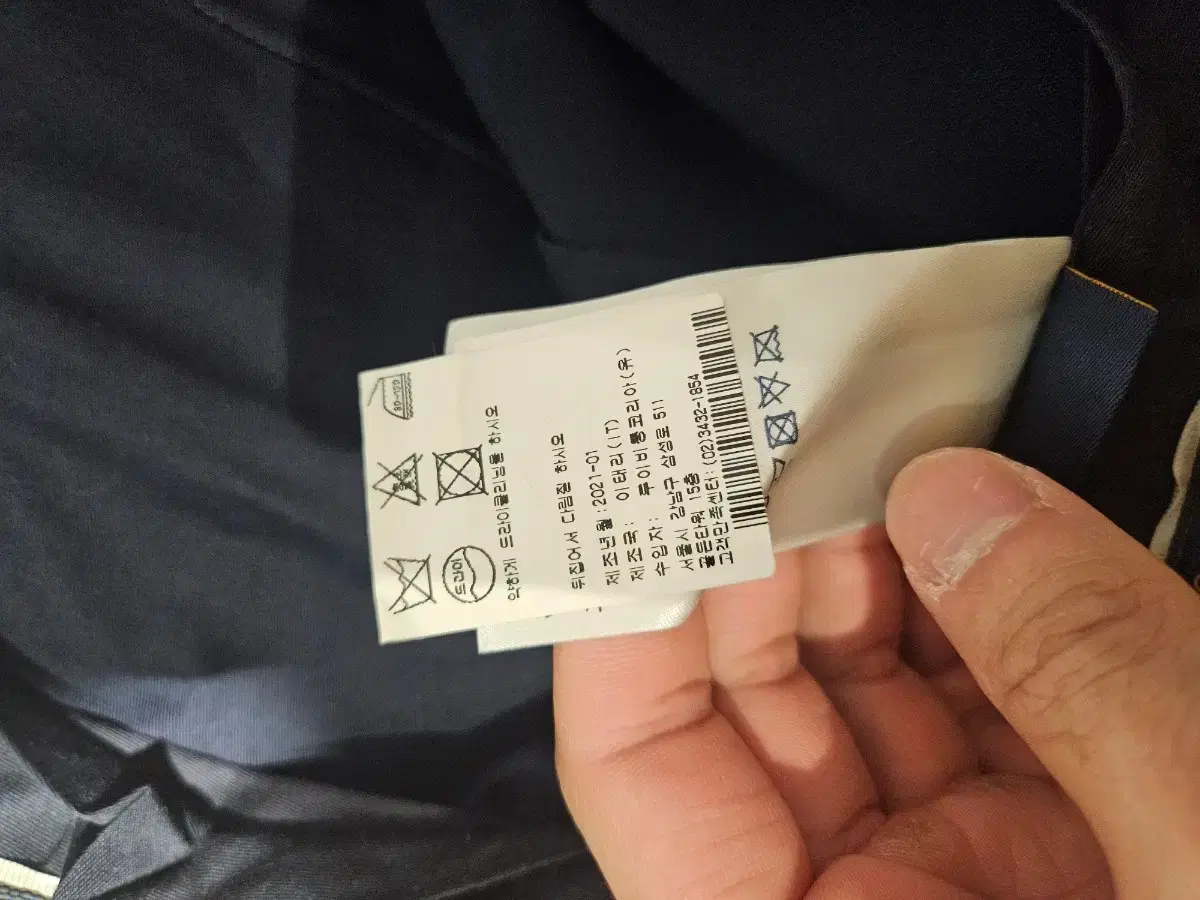 80-120
드라이
약하게 드라이클리닝을 하시오
뒤집어서 다림질 하시오
제조년월 : 2021-01
제조국 : 이태리(IT)
수입자 : 루이비통코리아(유)
서울시 강남구 삼성로 511
골든타워 15층
고객만족센터: (02)3432-1854